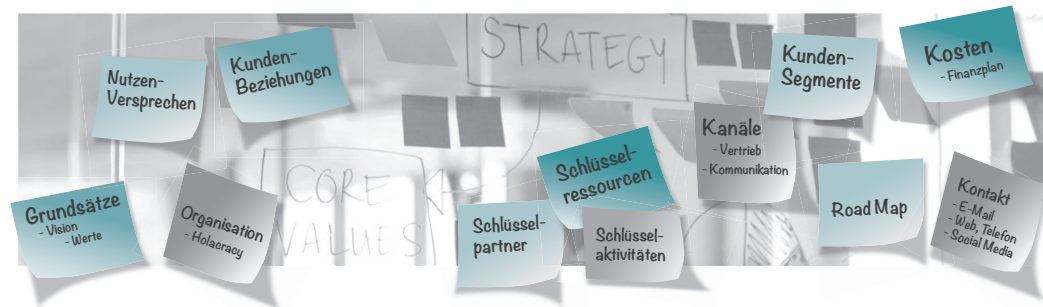 STRATEGY
Nutzen-
Versprechen
Kunden-
Beziehungen
Kunden-
Segmente
Kosten
- Finanzplan
Kanäle
- Vertrieb
- Kommunikation
CORE
VALUES
Schlüssel-
ressourcen
Grundsätze
- Vision
- Werte
Organisation
- Holacracy
Schlüssel-
partner
Schlüssel-
aktivitäten
Road Map
Kontakt
- E-Mail
- Web, Telefon
- Social Media